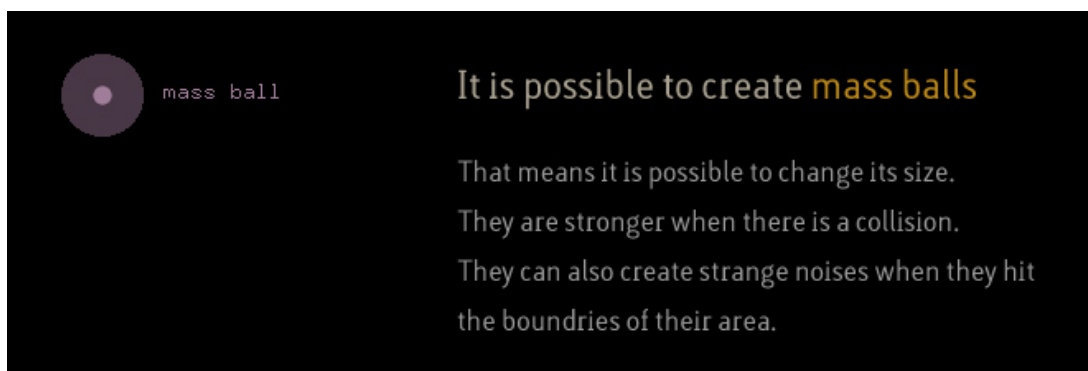 mass ball
It is possible to create mass balls
That means it is possible to change its size.
They are stronger when there is a collision.
They can also create strange noises when they hit
the boundries of their area.